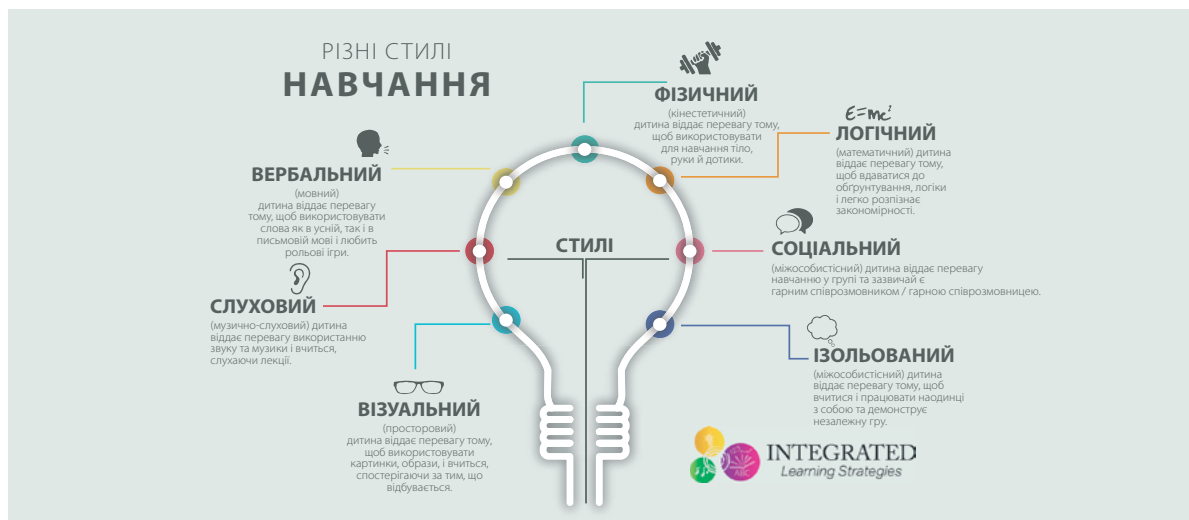 РІЗНІ СТИЛІ
НАВЧАННЯ
ФІЗИЧНИЙ
(кінестетичний)
дитина віддає перевагу тому,
щоб використовувати
для навчання тіло,
руки й дотики.
E=mc²
ЛОГІЧНИЙ
(математичний) дитина
віддає перевагу тому,
щоб вдаватися до
обґрунтування, логіки
і легко розпізнає
закономірності.
ВЕРБАЛЬНИЙ
(мовний)
дитина віддає перевагу
тому, щоб використовувати
слова як в усній, так і в
письмовій мові і любить
рольові ігри.
СТИЛІ
СОЦІАЛЬНИЙ
(міжособистісний) дитина віддає перевагу
навчанню у групі та зазвичай є
гарним співрозмовником / гарною співрозмовницею.
СЛУХОВИЙ
(музично-слуховий) дитина
віддає перевагу використанню
звуку та музики і вчиться,
слухаючи лекції.
ІЗОЛЬОВАНИЙ
(міжособистісний) дитина
віддає перевагу тому, щоб
вчитися і працювати наодинці
з собою та демонструє
незалежну гру.
ВІЗУАЛЬНИЙ
(просторовий)
дитина віддає перевагу тому,
щоб використовувати
картинки, образи, і вчиться,
спостерігаючи за тим, що
відбувається.
ABC
INTEGRATED
Learning Strategies